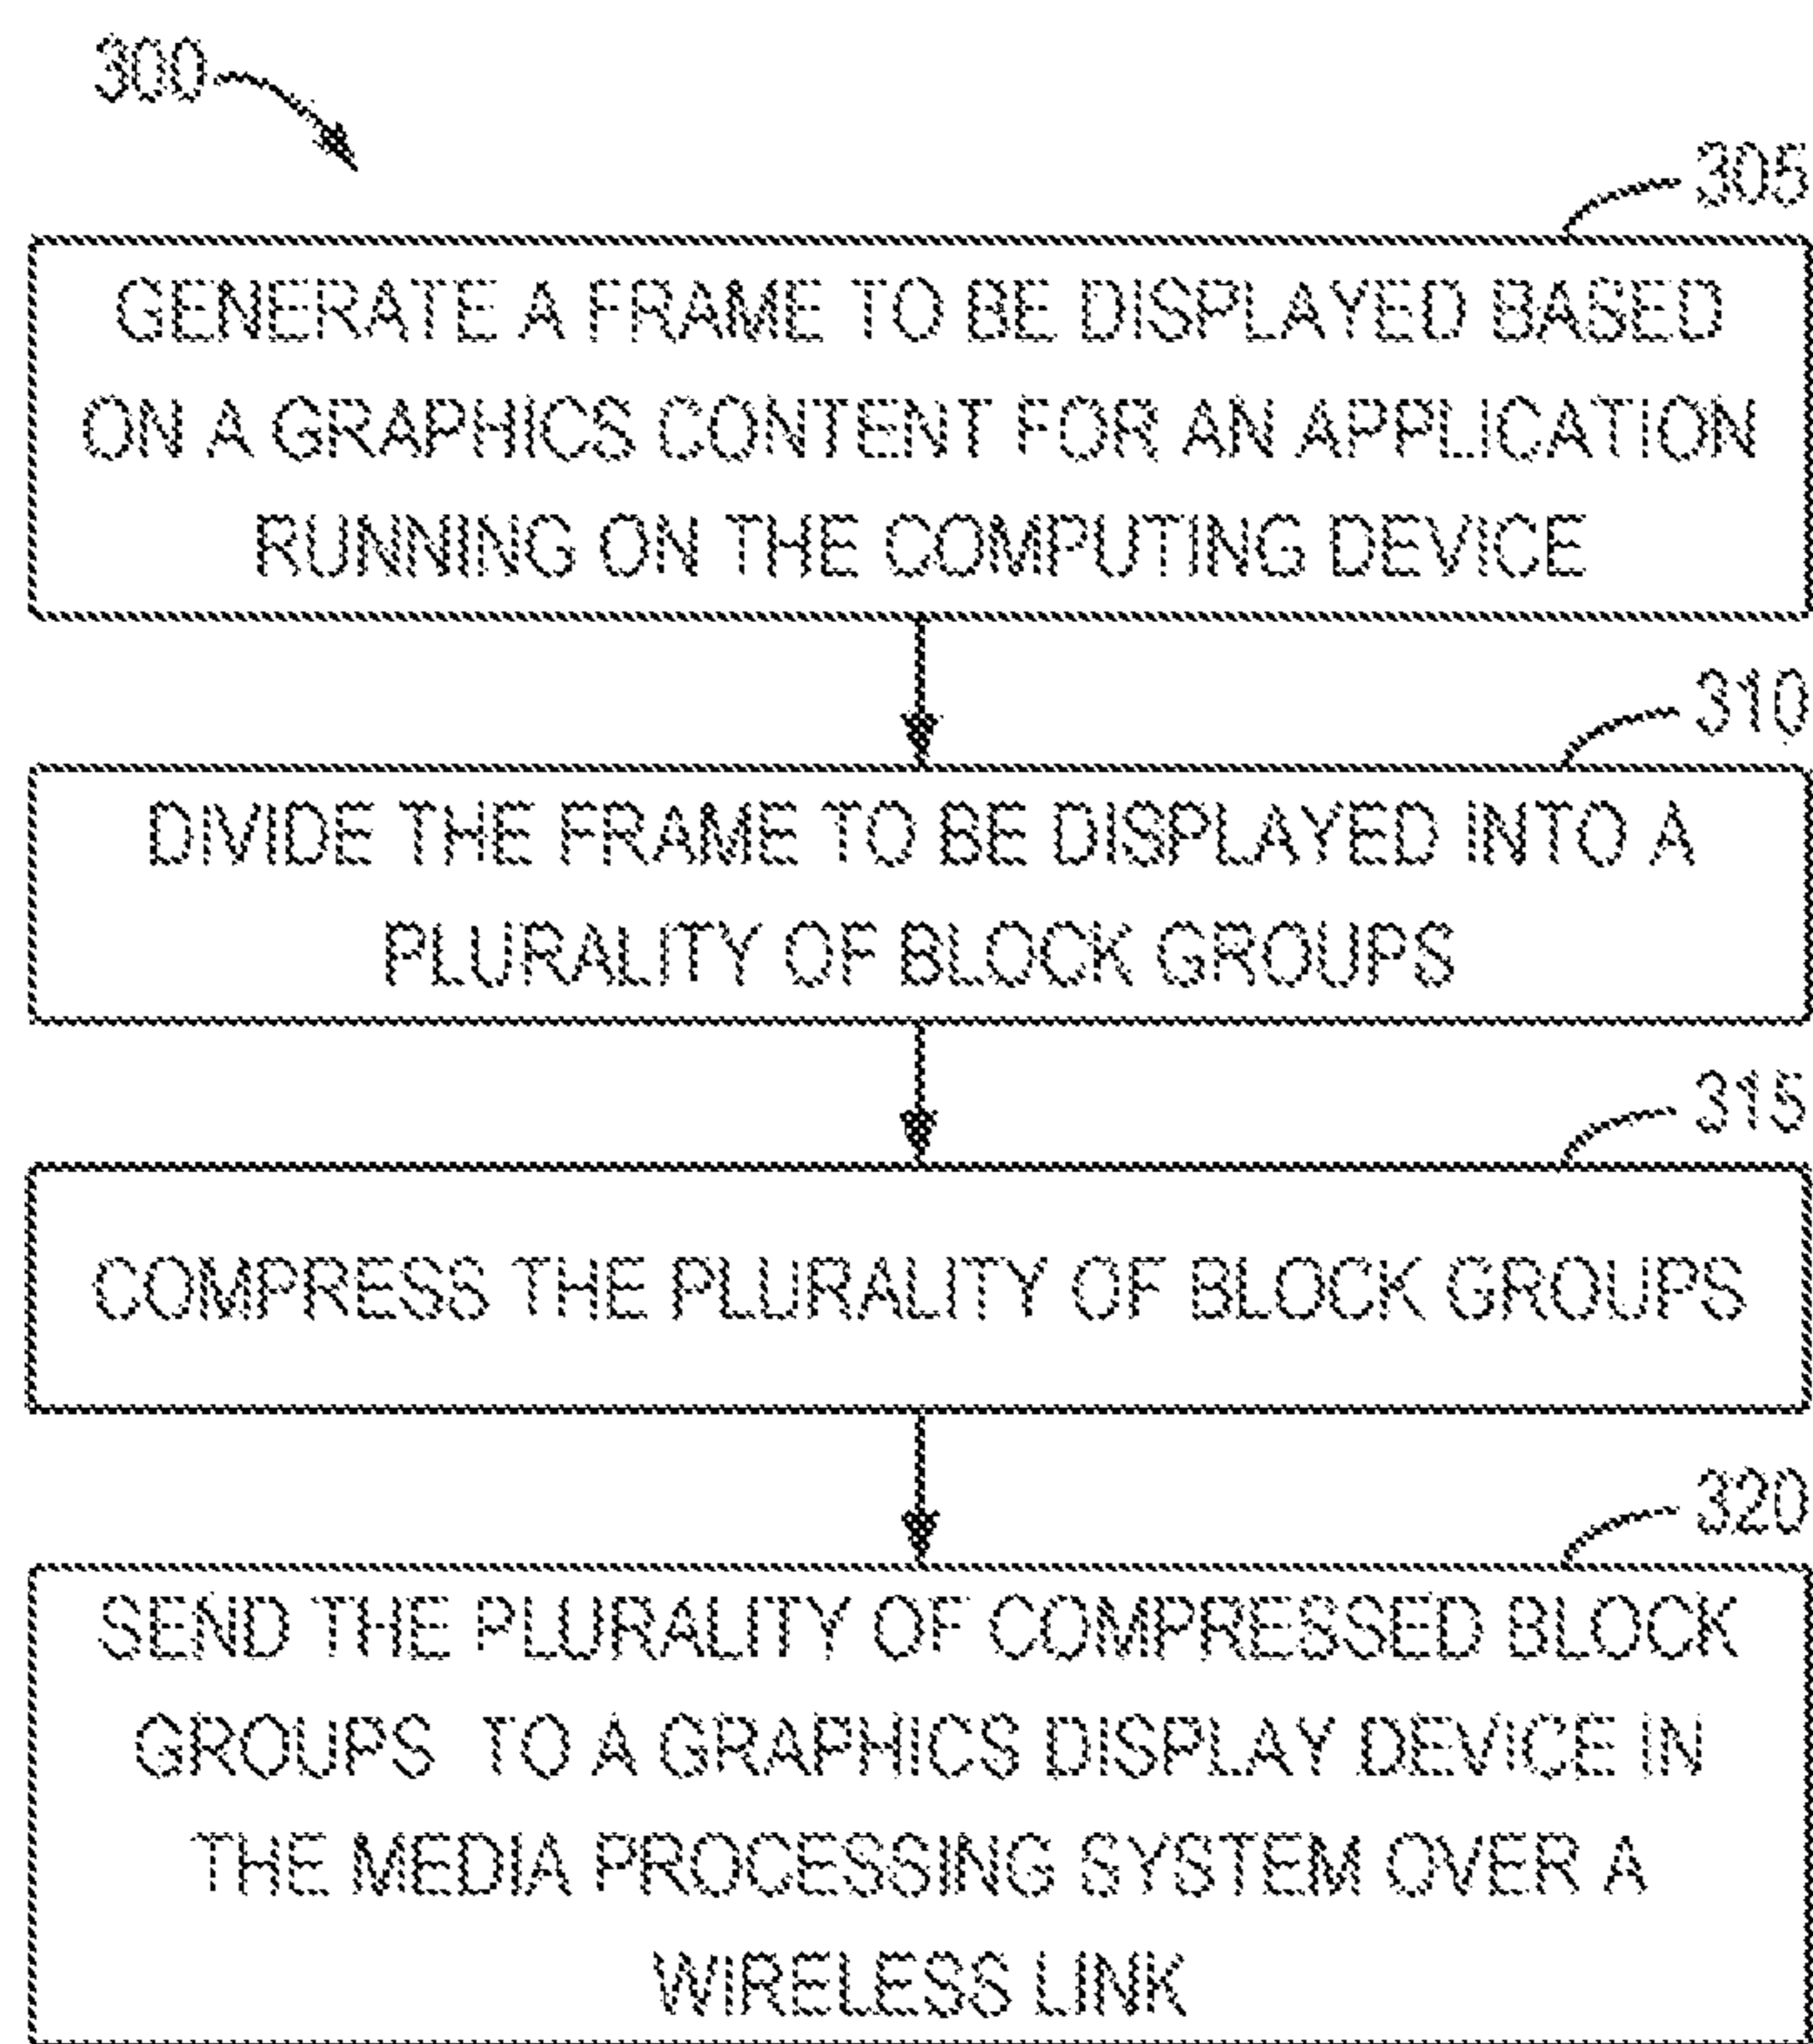 300
305
GENERATE A FRAME TO BE DISPLAYED BASED
ON A GRAPHICS CONTENT FOR AN APPLICATION
RUNNING ON THE COMPUTING DEVICE
310
DIVIDE THE FRAME TO BE DISPLAYED INTO A
PLURALITY OF BLOCK GROUPS
315
COMPRESS THE PLURALITY OF BLOCK GROUPS
320
SEND THE PLURALITY OF COMPRESSED BLOCK
GROUPS TO A GRAPHICS DISPLAY DEVICE IN
THE MEDIA PROCESSING SYSTEM OVER A
WIRELESS LINK